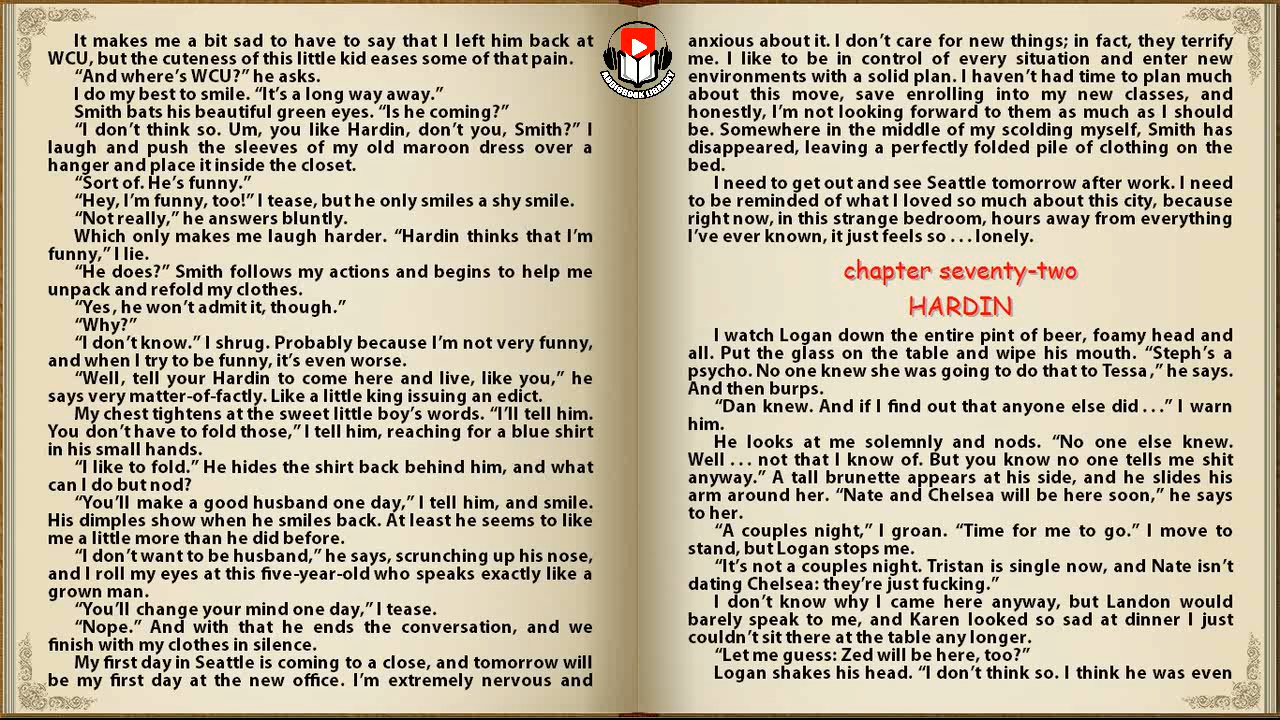 It makes me a bit sad to have to say that I left him back at
WCU, but the cuteness of this little kid eases some of that pain.
“And where’s WCU?” he asks.
I do my best to smile. “It’s a long way away.”
Smith bats his beautiful green eyes. “Is he coming?”
“I don’t think so. Um, you like Hardin, don’t you, Smith?” I
laugh and push the sleeves of my old maroon dress over a
hanger and place it inside the closet.
“Sort of. He’s funny.”
“Hey, I’m funny, too!” I tease, but he only smiles a shy smile.
“Not really,” he answers bluntly.
Which only makes me laugh harder. “Hardin thinks that I’m
funny,” I lie.
“He does?” Smith follows my actions and begins to help me
unpack and refold my clothes.
“Yes, he won’t admit it, though.”
“Why?”
“I don’t know.” I shrug. Probably because I’m not very funny,
and when I try to be funny, it’s even worse.
“Well, tell your Hardin to come here and live, like you,” he
says very matter-of-factly. Like a little king issuing an edict.
My chest tightens at the sweet little boy’s words. “I’ll tell him.
You don’t have to fold those,” I tell him, reaching for a blue shirt
in his small hands.
“I like to fold.” He hides the shirt back behind him, and what
can I do but nod?
“You’ll make a good husband one day,” I tell him, and smile.
His dimples show when he smiles back. At least he seems to like
me a little more than he did before.
“I don’t want to be husband,” he says, scrunching up his nose,
and I roll my eyes at this five-year-old who speaks exactly like a
grown man.
“You’ll change your mind one day,” I tease.
“Nope.” And with that he ends the conversation, and we
finish with my clothes in silence.
My first day in Seattle is coming to a close, and tomorrow will
be my first day at the new office. I’m extremely nervous and
AUDIOBOOK LIBRARY
anxious about it. I don’t care for new things; in fact, they terrify
me. I like to be in control of every situation and enter new
environments with a solid plan. I haven’t had time to plan much
about this move, save enrolling into my new classes, and
honestly, I’m not looking forward to them as much as I should
be. Somewhere in the middle of my scolding myself, Smith has
disappeared, leaving a perfectly folded pile of clothing on the
bed.
I need to get out and see Seattle tomorrow after work. I need
to be reminded of what I loved so much about this city, because
right now, in this strange bedroom, hours away from everything
I’ve ever known, it just feels so . . . lonely.
chapter seventy-two
HARDIN
I watch Logan down the entire pint of beer, foamy head and
all. Put the glass on the table and wipe his mouth. “Steph’s a
psycho. No one knew she was going to do that to Tessa,” he says.
And then burps.
“Dan knew. And if I find out that anyone else did . . .” I warn
him.
He looks at me solemnly and nods. “No one else knew.
Well . . . not that I know of. But you know no one tells me shit
anyway.” A tall brunette appears at his side, and he slides his
arm around her. “Nate and Chelsea will be here soon,” he says
to her.
“A couples night,” I groan. “Time for me to go.” I move to
stand, but Logan stops me.
“It’s not a couples night. Tristan is single now, and Nate isn’t
dating Chelsea: they’re just fucking.”
I don’t know why I came here anyway, but Landon would
barely speak to me, and Karen looked so sad at dinner I just
couldn’t sit there at the table any longer.
“Let me guess: Zed will be here, too?”
Logan shakes his head. “I don’t think so. I think he was even